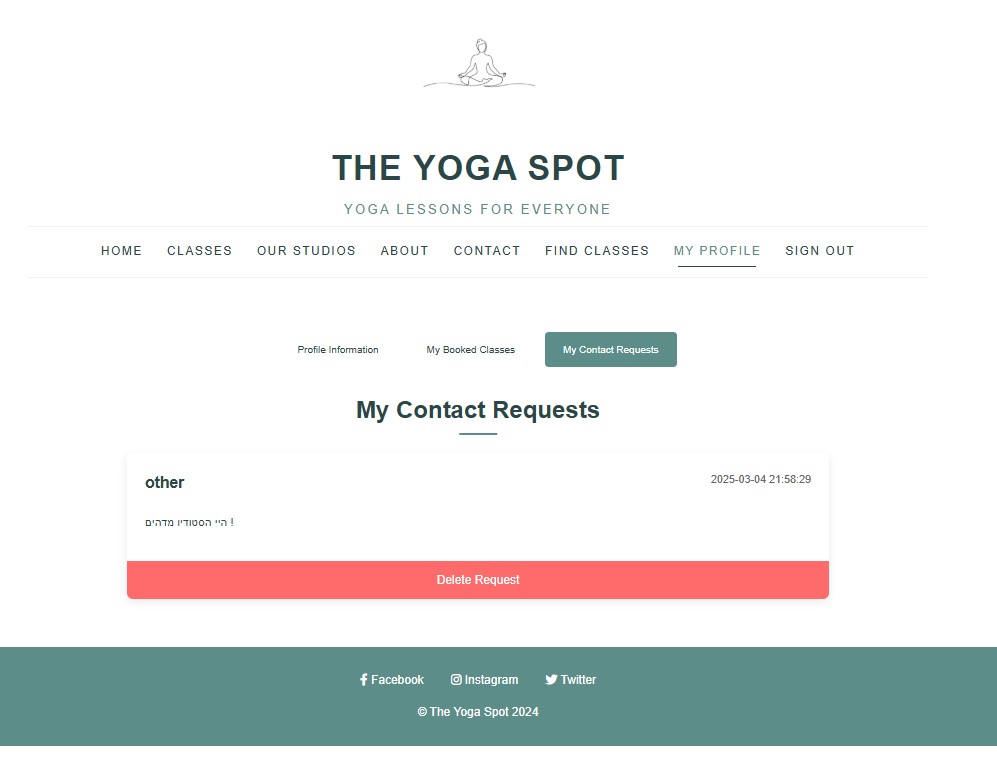 THE YOGA SPOT
YOGA LESSONS FOR EVERYONE
HOME CLASSES OUR STUDIOS ABOUT CONTACT FIND CLASSES MY PROFILE SIGN OUT
Profile Information My Booked Classes My Contact Requests
My Contact Requests
other 2025-03-04 21:58:29
היי הסטודיו מדהים !
Delete Request
Facebook Instagram Twitter
© The Yoga Spot 2024